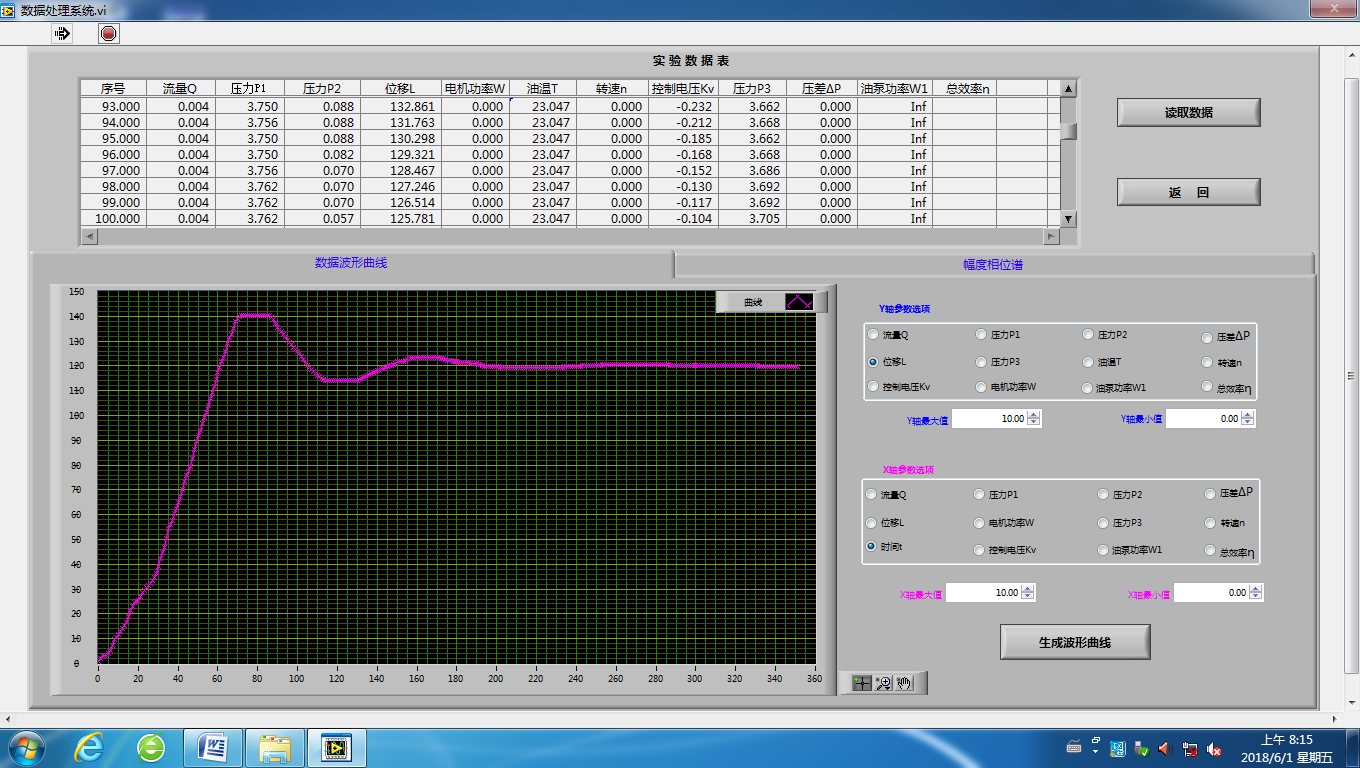 数据处理系统.vi
实验数据表
序号 流量Q 压力P1 压力P2 位移L 电机功率W 油温T 转速n 控制电压Kv 压力P3 压差ΔP 油泵功率W1 总效率η
93.000 0.004 3.750 0.088 132.861 0.000 23.047 0.000 -0.232 3.662 0.000 Inf
94.000 0.004 3.756 0.088 131.763 0.000 23.047 0.000 -0.212 3.668 0.000 Inf
95.000 0.004 3.750 0.088 130.298 0.000 23.047 0.000 -0.185 3.662 0.000 Inf
96.000 0.004 3.750 0.082 129.321 0.000 23.047 0.000 -0.168 3.668 0.000 Inf
97.000 0.004 3.756 0.070 128.467 0.000 23.047 0.000 -0.152 3.686 0.000 Inf
98.000 0.004 3.762 0.070 127.246 0.000 23.047 0.000 -0.130 3.692 0.000 Inf
99.000 0.004 3.762 0.070 126.514 0.000 23.047 0.000 -0.117 3.692 0.000 Inf
100.000 0.004 3.762 0.057 125.781 0.000 23.047 0.000 -0.104 3.705 0.000 Inf
读取数据
返 回
数据波形曲线
幅度相位谱
曲线
150
140
130
120
110
100
90
80
70
60
50
40
30
20
10
0
0 20 40 60 80 100 120 140 160 180 200 220 240 260 280 300 320 340 360
Y轴参数选项
流量Q 压力P1 压力P2 压差ΔP
位移L 压力P3 油温T 转速n
控制电压Kv 电机功率W 油泵功率W1 总效率η
Y轴最大值 10.00 Y轴最小值 0.00
X轴参数选项
流量Q 压力P1 压力P2 压差ΔP
位移L 电机功率W 压力P3 转速n
时间t 控制电压Kv 油泵功率W1 总效率η
X轴最大值 10.00 X轴最小值 0.00
生成波形曲线
上午 8:15
2018/6/1 星期五